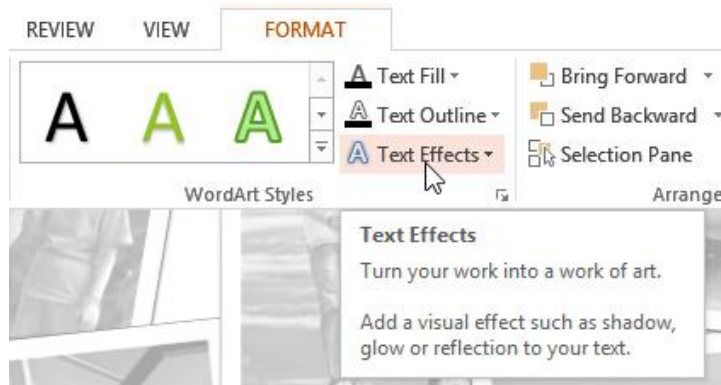 REVIEW VIEW FORMAT
A A A
Text Fill
Text Outline
Text Effects
WordArt Styles
Bring Forward
Send Backward
Selection Pane
Arrange
Text Effects
Turn your work into a work of art.
Add a visual effect such as shadow,
glow or reflection to your text.